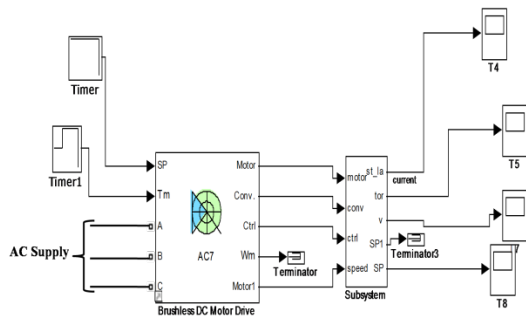 Timer
Timer1
AC Supply
SP
Tm
A
B
C
AC7
Motor
Conv.
Ctrl
Wm
Motor1
Brushless DC Motor Drive
Terminator
motor
conv
ctrl
speed
st_Ia
tor
v
SP1
SP
Subsystem
current
Terminator3
T4
T5
T8